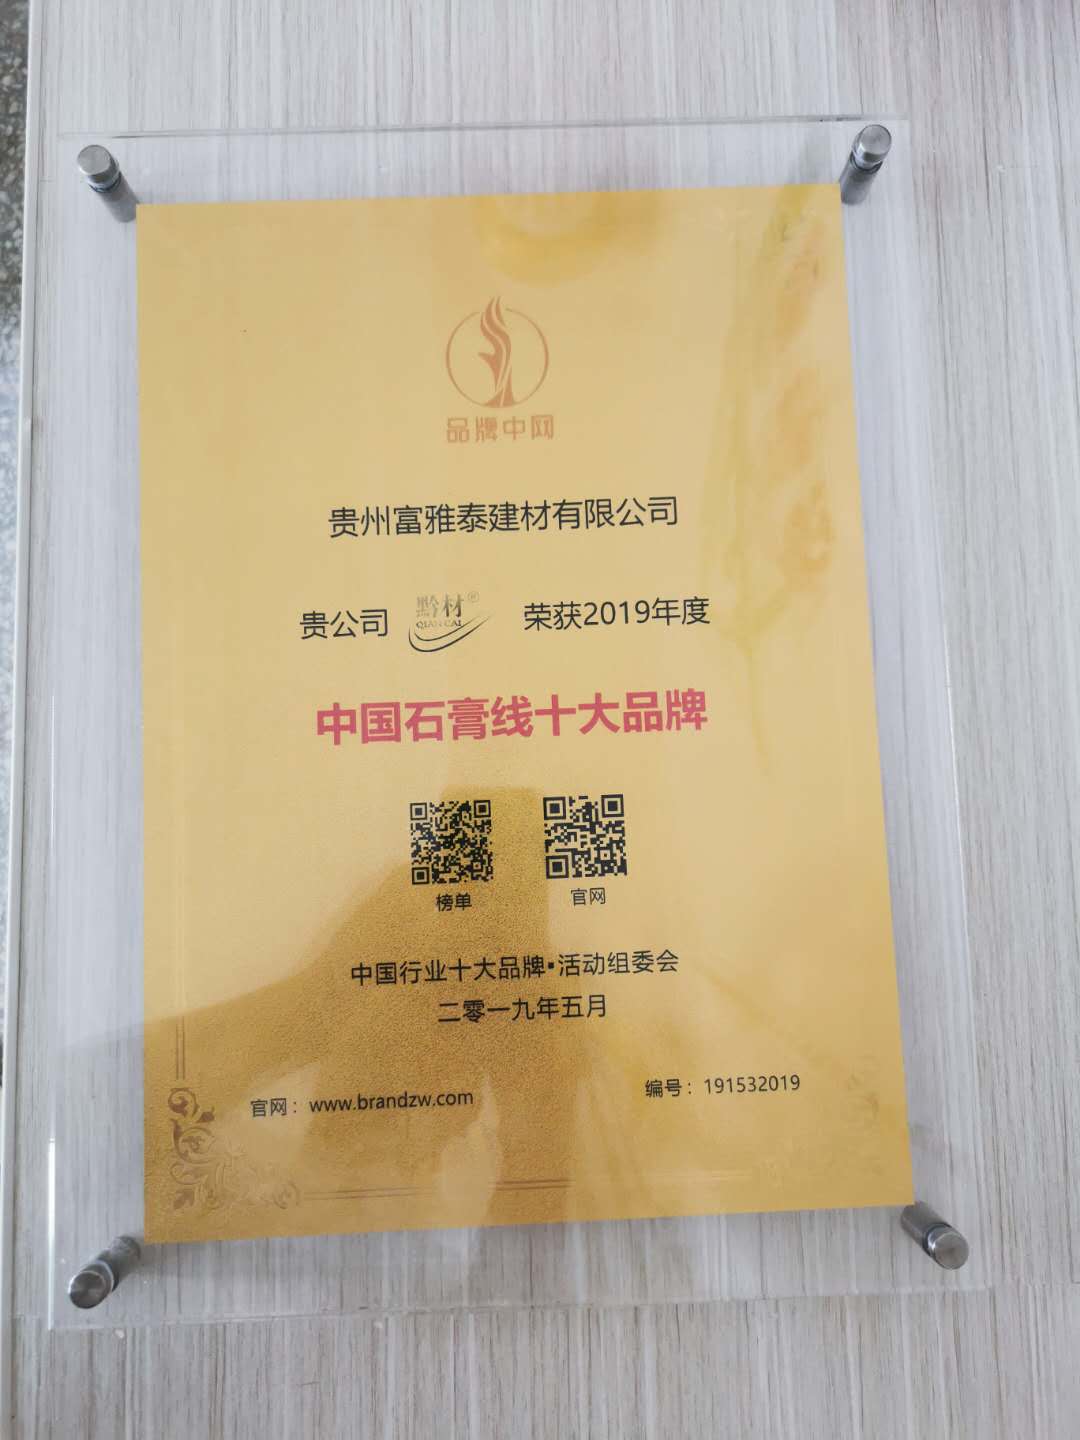 品牌中网
贵州富雅泰建材有限公司
贵公司 黔材® QIAN CAI 荣获2019年度
中国石膏线十大品牌
榜单 官网
中国行业十大品牌·活动组委会
二零一九年五月
官网：www.brandzw.com 编号：191532019